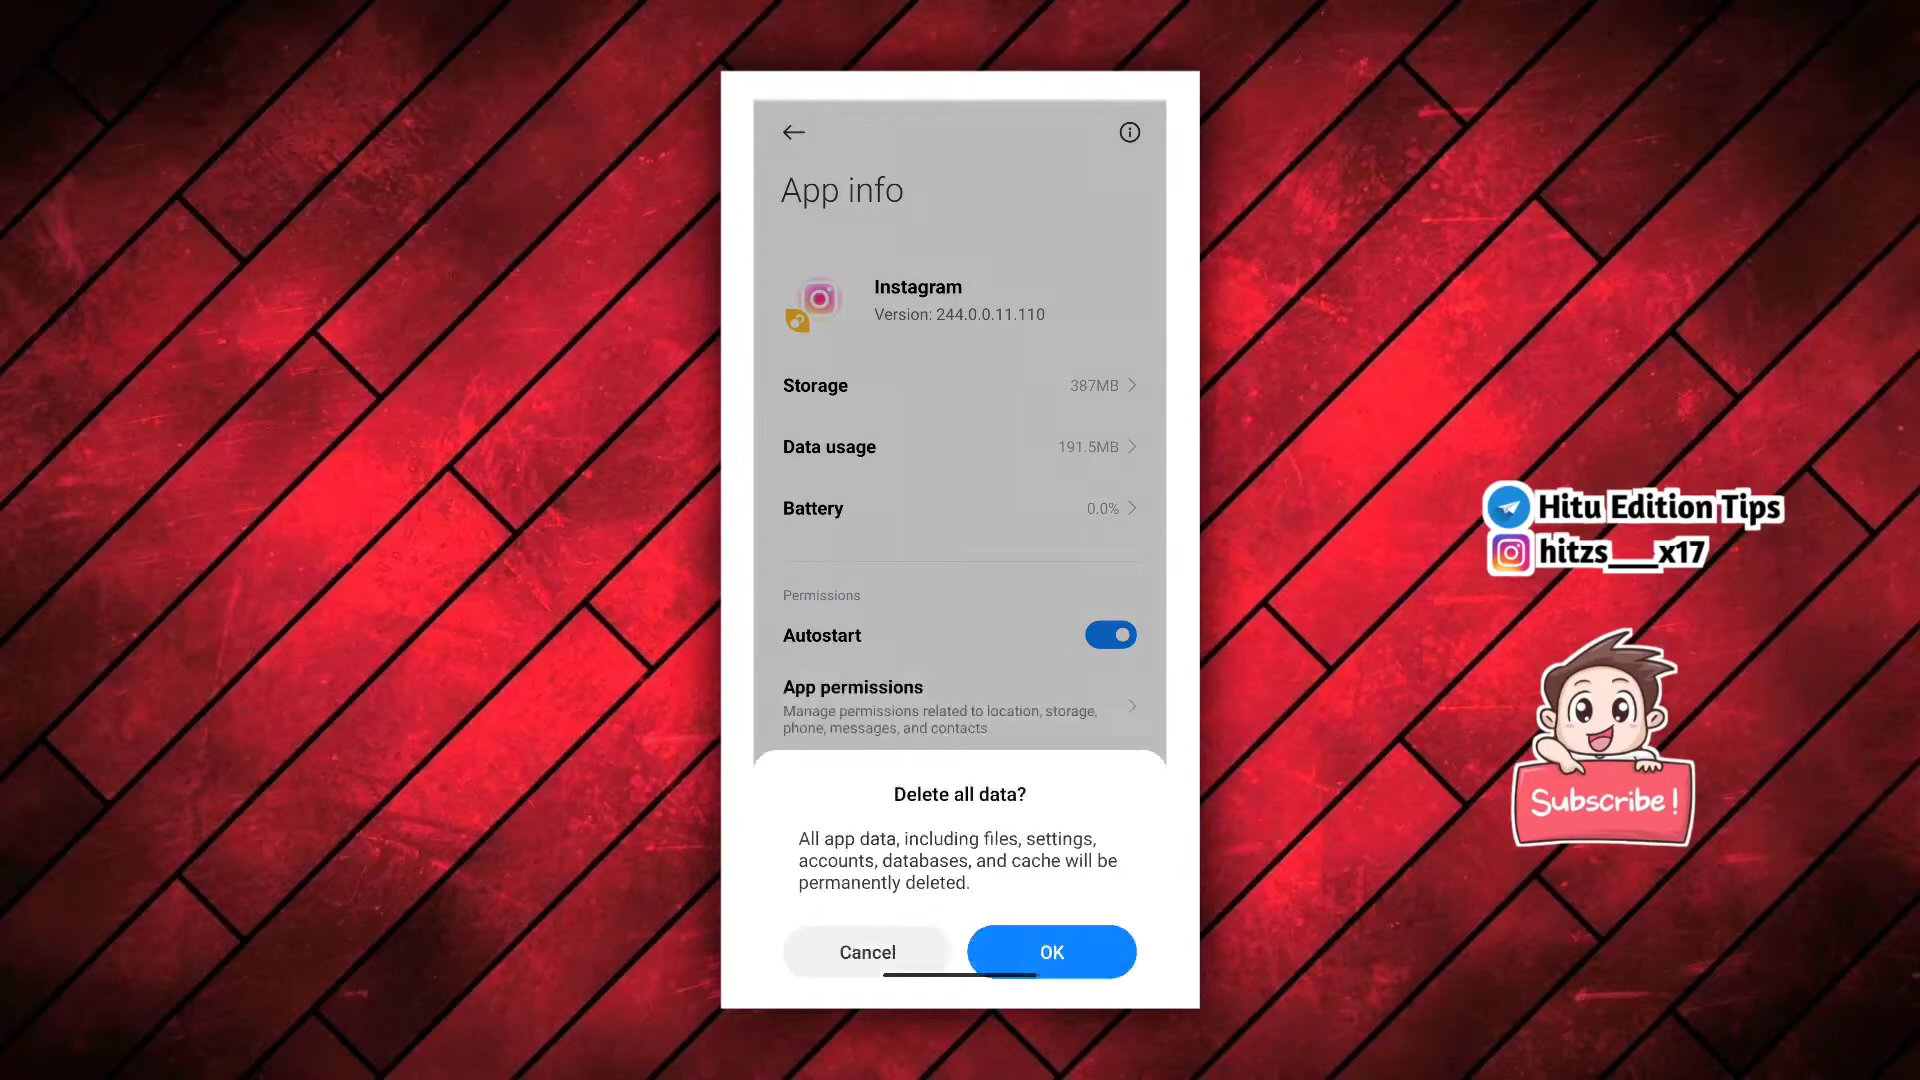 App info
Instagram
Version: 244.0.0.11.110
Storage 387MB
Data usage 191.5MB
Battery 0.0%
Permissions
Autostart
App permissions
Manage permissions related to location, storage,
phone, messages, and contacts.
Delete all data?
All app data, including files, settings,
accounts, databases, and cache will be
permanently deleted.
Cancel OK
Hitu Edition Tips
hitzs___x17
Subscribe!